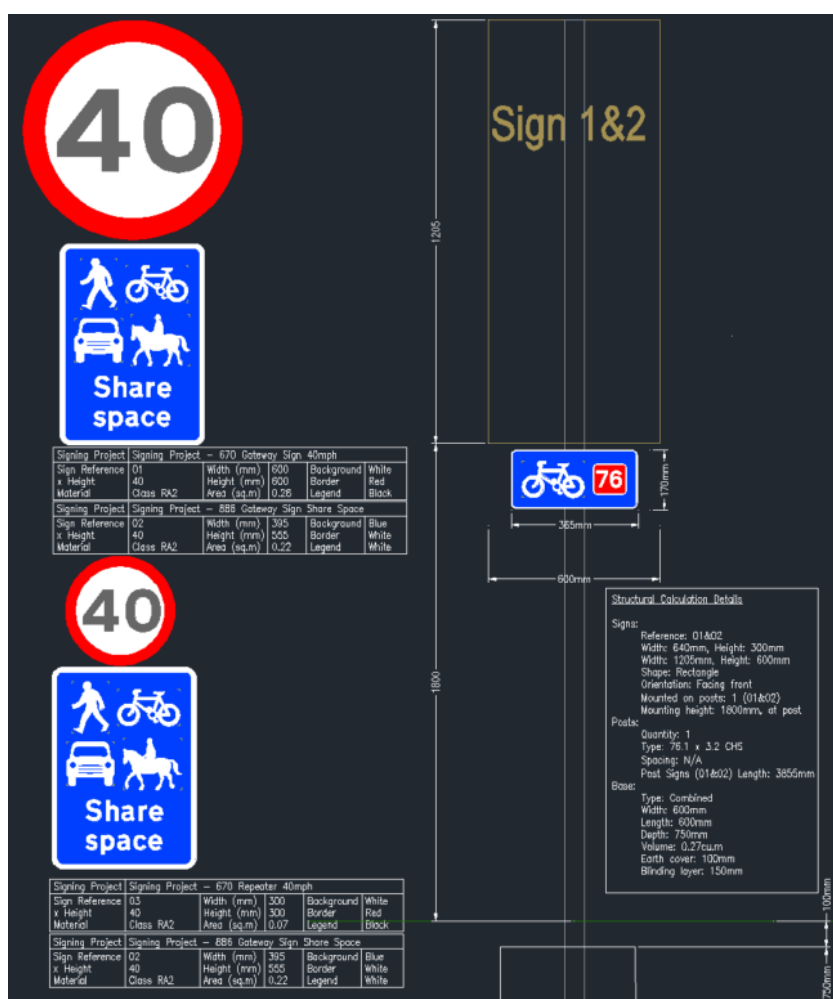 40
Share
space
Signing Project Signing Project - 670 Gateway Sign 40mph
Sign Reference 01 Width (mm) 600 Background White
x Height 40 Height (mm) 600 Border Red
Material Class RA2 Area (sq.m) 0.28 Legend Black
Signing Project Signing Project - 886 Gateway Sign Share Space
Sign Reference 02 Width (mm) 395 Background Blue
x Height 40 Height (mm) 555 Border White
Material Class RA2 Area (sq.m) 0.22 Legend White
40
Share
space
Signing Project Signing Project - 670 Repeater 40mph
Sign Reference 03 Width (mm) 300 Background White
x Height 40 Height (mm) 300 Border Red
Material Class RA2 Area (sq.m) 0.07 Legend Black
Signing Project Signing Project - 886 Gateway Sign Share Space
Sign Reference 02 Width (mm) 395 Background Blue
x Height 40 Height (mm) 555 Border White
Material Class RA2 Area (sq.m) 0.22 Legend White
Sign 1&2
1205
76
170mm
365mm
600mm
1800
Structural Calculation Details
Signs:
Reference: 01&02
Width: 640mm, Height: 300mm
Width: 1205mm, Height: 600mm
Shape: Rectangle
Orientation: Facing front
Mounted on posts: 1 (01&02)
Mounting height: 1800mm, at post
Posts:
Quantity: 1
Type: 76.1 x 3.2 CHS
Spacing: N/A
Post Signs (01&02) Length: 3855mm
Base:
Type: Combined
Width: 600mm
Length: 600mm
Depth: 750mm
Volume: 0.27cu.m
Earth cover: 100mm
Blinding layer: 150mm
100mm
750mm